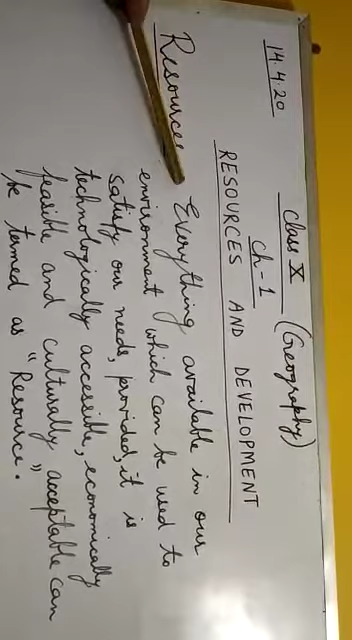 14.4.20
Class X (Geography)
Ch-1
RESOURCES AND DEVELOPMENT
Resources Everything available in our
environment which can be used to
satisfy our needs, provided, it is
technologically accessible, economically
feasible and culturally acceptable can
be termed as "Resource."